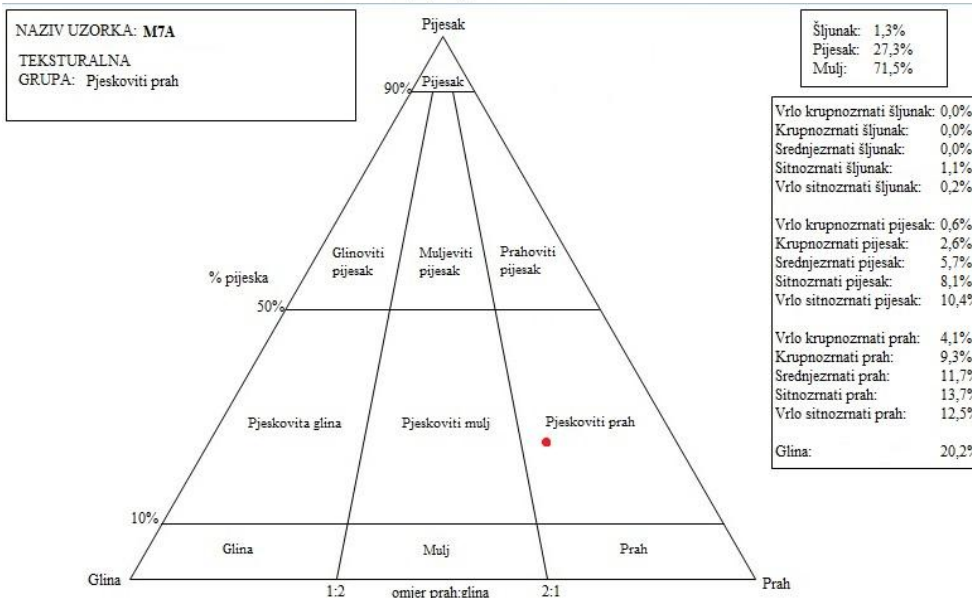 NAZIV UZORKA: M7A
TEKSTURALNA
GRUPA: Pjeskoviti prah
Pijesak
Pijesak
90%
Glinoviti
pijesak
Muljeviti
pijesak
Prahoviti
pijesak
% pijeska
50%
Pjeskovita glina
Pjeskoviti mulj
Pjeskoviti prah
10%
Glina
Mulj
Prah
Glina
1:2
omjer prah:glina
2:1
Prah
Šljunak: 1,3%
Pijesak: 27,3%
Mulj: 71,5%
Vrlo krupnozrnati šljunak: 0,0%
Krupnozrnati šljunak: 0,0%
Srednjezrnati šljunak: 0,0%
Sitnozrnati šljunak: 1,1%
Vrlo sitnozrnati šljunak: 0,2%
Vrlo krupnozrnati pijesak: 0,6%
Krupnozrnati pijesak: 2,6%
Srednjezrnati pijesak: 5,7%
Sitnozrnati pijesak: 8,1%
Vrlo sitnozrnati pijesak: 10,4%
Vrlo krupnozrnati prah: 4,1%
Krupnozrnati prah: 9,3%
Srednjezrnati prah: 11,7%
Sitnozrnati prah: 13,7%
Vrlo sitnozrnati prah: 12,5%
Glina: 20,2%